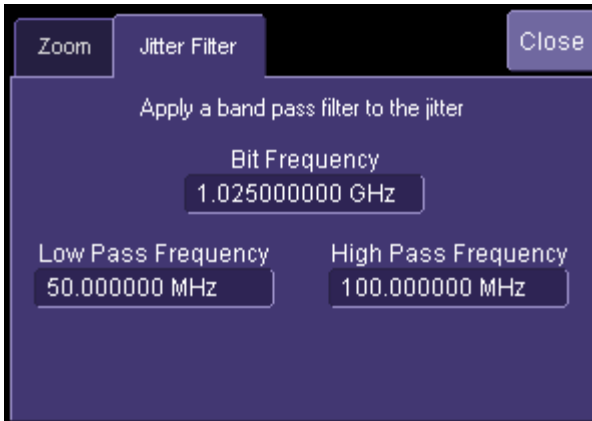 Zoom
Jitter Filter
Close
Apply a band pass filter to the jitter
Bit Frequency
1.025000000 GHz
Low Pass Frequency
High Pass Frequency
50.000000 MHz
100.000000 MHz